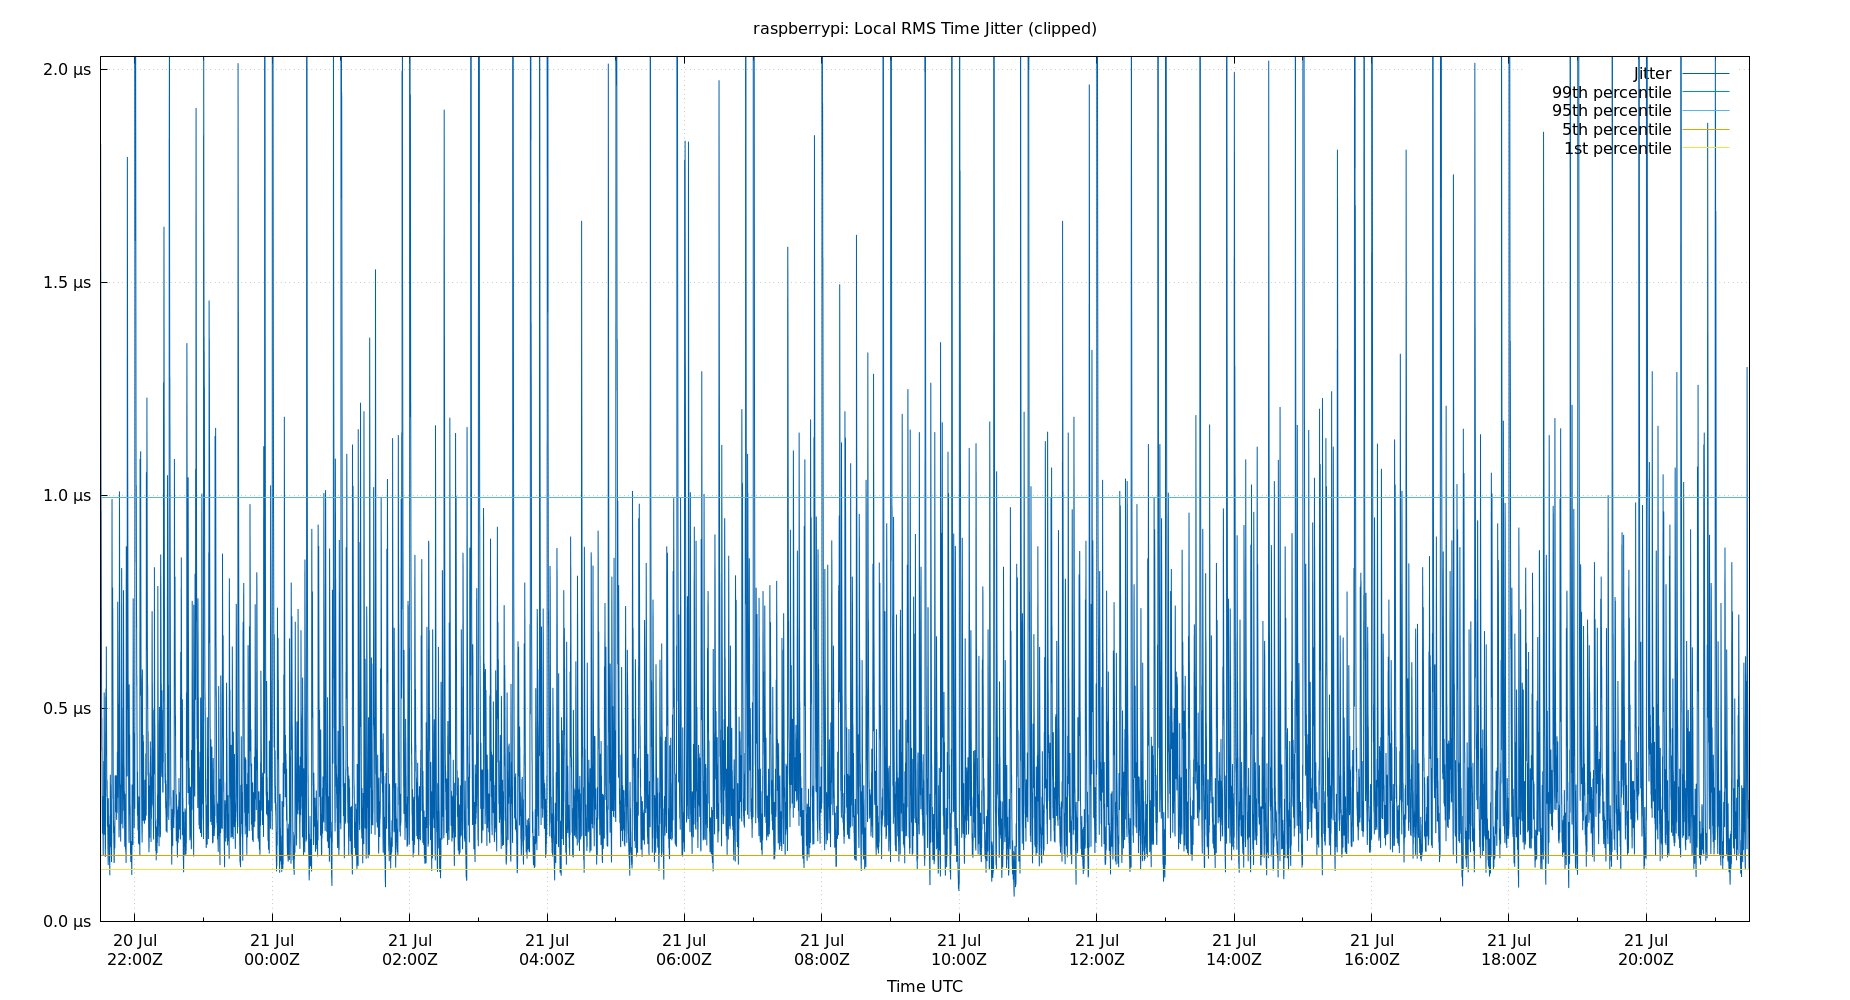 raspberrypi: Local RMS Time Jitter (clipped)
2.0 µs
1.5 µs
1.0 µs
0.5 µs
0.0 µs
Jitter
99th percentile
95th percentile
5th percentile
1st percentile
20 Jul 21 Jul 21 Jul 21 Jul 21 Jul 21 Jul 21 Jul 21 Jul 21 Jul 21 Jul 21 Jul 21 Jul
22:00Z 00:00Z 02:00Z 04:00Z 06:00Z 08:00Z 10:00Z 12:00Z 14:00Z 16:00Z 18:00Z 20:00Z
Time UTC